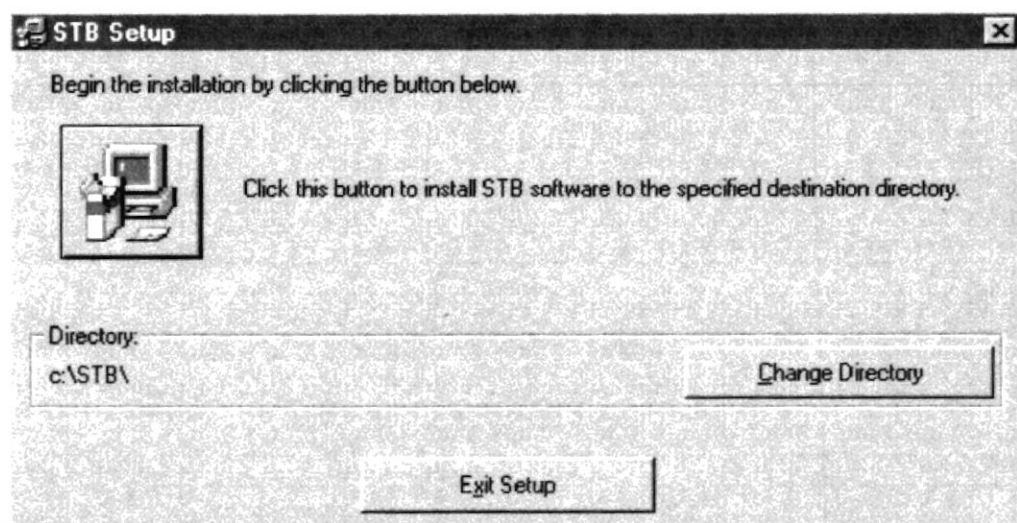 STB Setup
Begin the installation by clicking the button below.
Click this button to install STB software to the specified destination directory.
Directory:
c:\STB\
Change Directory
Exit Setup